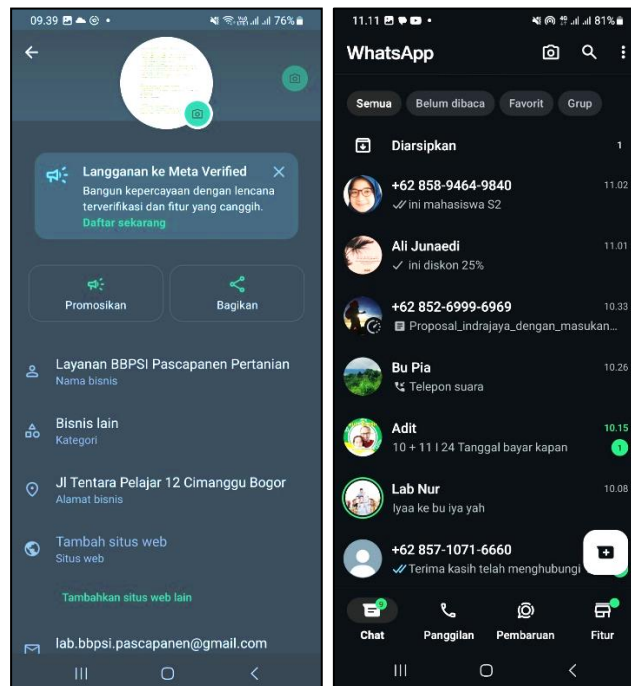 09.39
76%
Langganan ke Meta Verified
Bangun kepercayaan dengan lencana
terverifikasi dan fitur yang canggih.
Daftar sekarang
Promosikan
Bagikan
Layanan BBPSI Pascapanen Pertanian
Nama bisnis
Bisnis lain
Kategori
Jl Tentara Pelajar 12 Cimanggu Bogor
Alamat bisnis
Tambah situs web
Situs web
Tambahkan situs web lain
lab.bbpsi.pascapanen@gmail.com
11.11
81%
WhatsApp
Semua
Belum dibaca
Favorit
Grup
Diarsipkan
1
+62 858-9464-9840
11.02
ini mahasiswa S2
Ali Junaedi
11.01
ini diskon 25%
+62 852-6999-6969
10.33
Proposal_indrajaya_dengan_masukan...
Bu Pia
10.26
Telepon suara
Adit
10.15
10 + 11 I 24 Tanggal bayar kapan
1
Lab Nur
10.08
Iyaa ke bu iya yah
+62 857-1071-6660
Terima kasih telah menghubungi
9
Chat
Panggilan
Pembaruan
Fitur